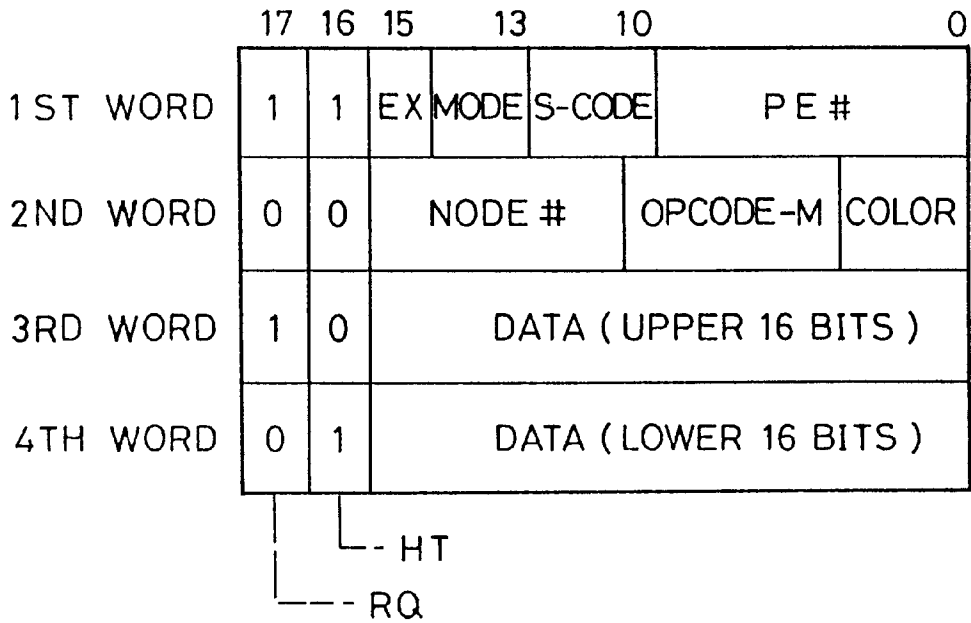 17 16 15 13 10 0
1ST WORD 1 1 EX MODE S-CODE PE#
2ND WORD 0 0 NODE # OPCODE-M COLOR
3RD WORD 1 0 DATA ( UPPER 16 BITS )
4TH WORD 0 1 DATA ( LOWER 16 BITS )
HT
RQ